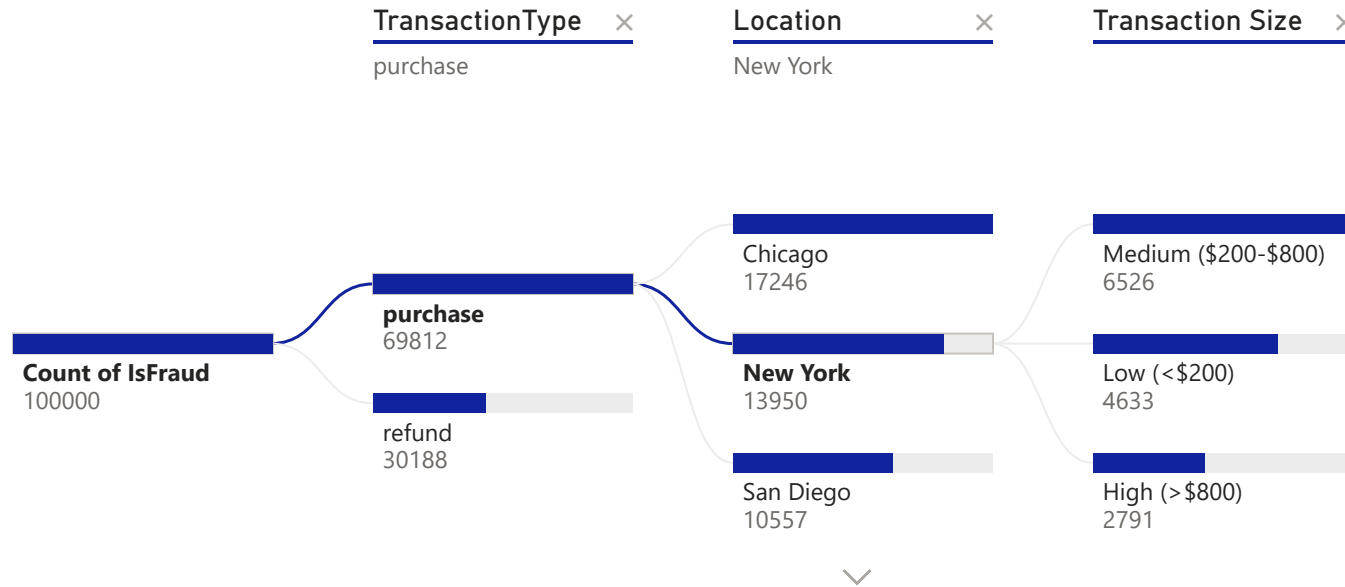 TransactionType
Location
Transaction Size
purchase
New York
Count of IsFraud
100000
purchase
69812
refund
30188
Chicago
17246
New York
13950
San Diego
10557
Medium ($200-$800)
6526
Low (<$200)
4633
High (>$800)
2791